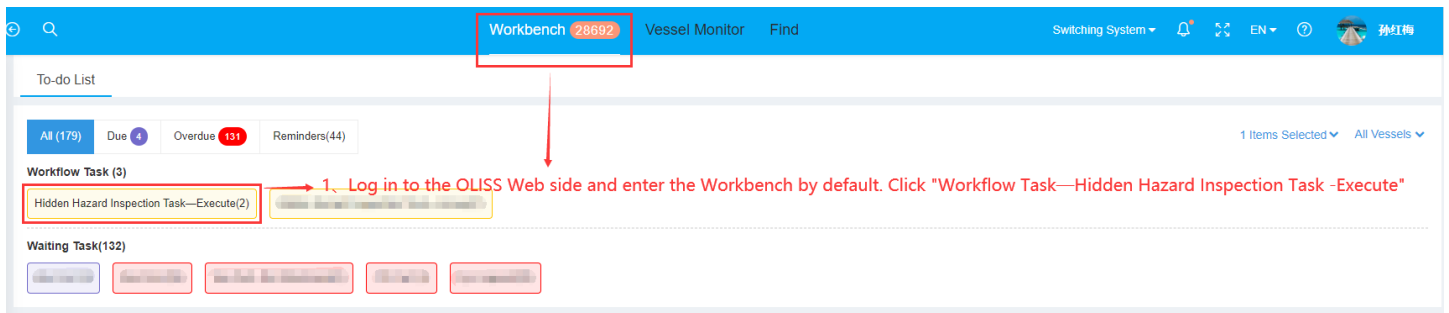 Workbench 28692 Vessel Monitor Find Switching System EN 孙红梅
To-do List
All (179) Due 4 Overdue 131 Reminders(44) 1 Items Selected All Vessels
Workflow Task (3)
Hidden Hazard Inspection Task—Execute(2)
1、Log in to the OLISS Web side and enter the Workbench by default. Click "Workflow Task—Hidden Hazard Inspection Task -Execute"
Waiting Task(132)